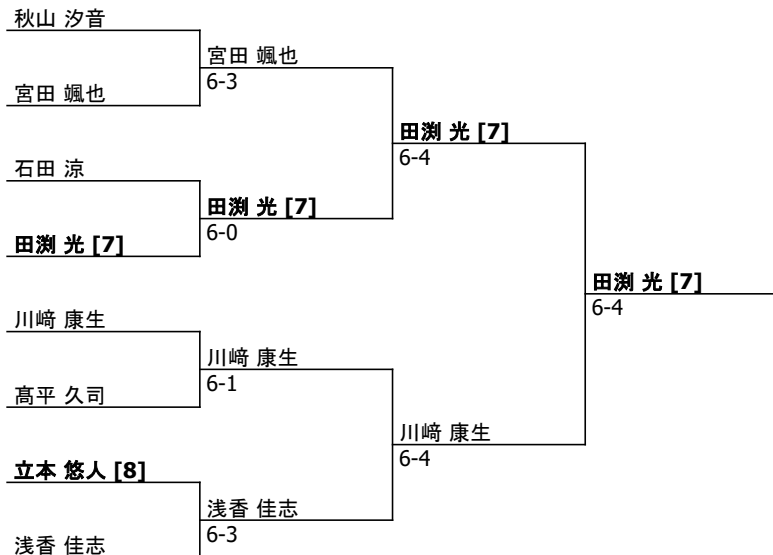 秋山 汐音
宮田 颯也
6-3
宮田 颯也
田渕 光 [7]
6-4
石田 涼
田渕 光 [7]
6-0
田渕 光 [7]
田渕 光 [7]
6-4
川﨑 康生
川﨑 康生
6-1
髙平 久司
川﨑 康生
6-4
立本 悠人 [8]
浅香 佳志
6-3
浅香 佳志